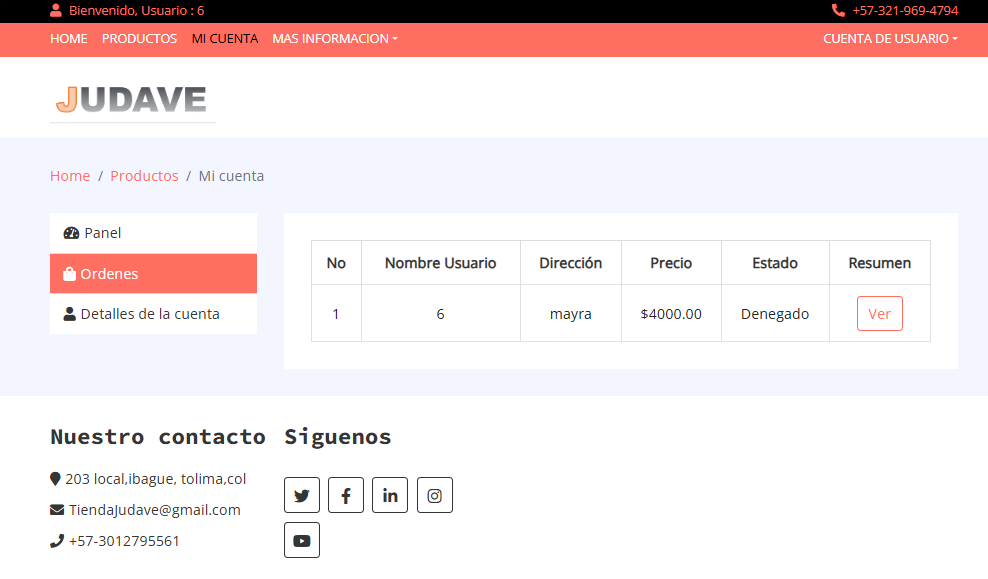 Bienvenido, Usuario : 6 +57-321-969-4794
HOME PRODUCTOS MI CUENTA MAS INFORMACION CUENTA DE USUARIO
JUDAVE
Home / Productos / Mi cuenta
Panel
Ordenes
Detalles de la cuenta
No Nombre Usuario Dirección Precio Estado Resumen
1 6 mayra $4000.00 Denegado Ver
Nuestro contacto
203 local,ibague, tolima,col
TiendaJudave@gmail.com
+57-3012795561
Siguenos